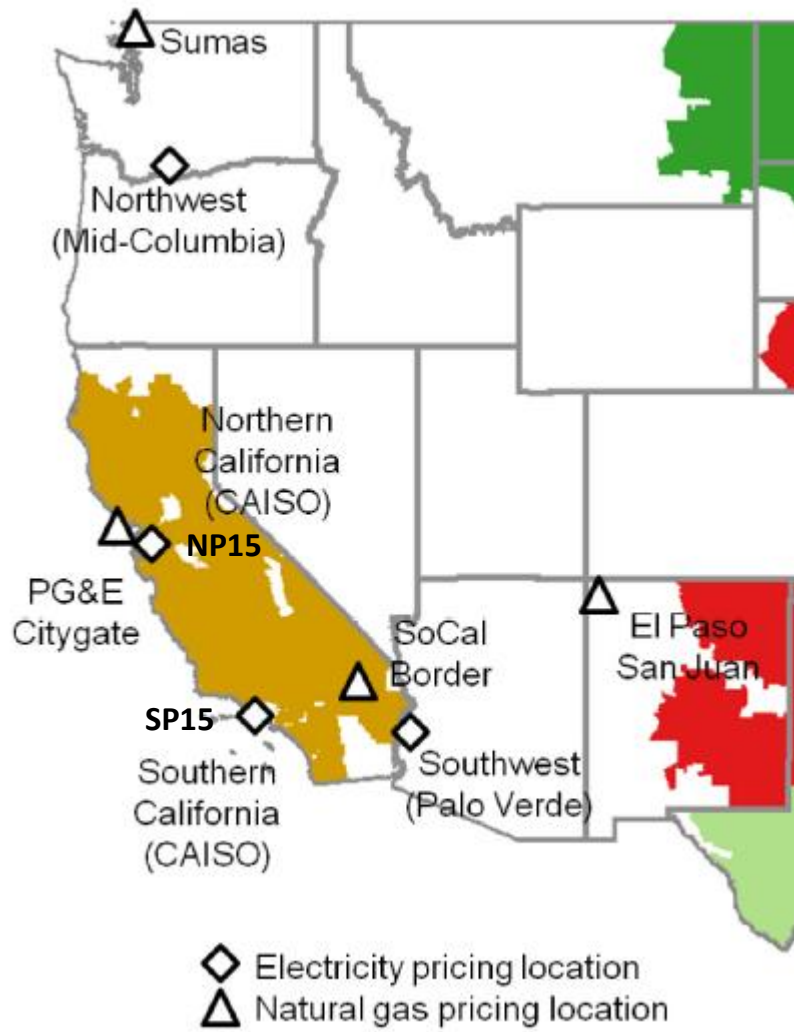 Sumas
Northwest
(Mid-Columbia)
Northern
California
(CAISO)
NP15
PG&E
Citygate
SoCal
Border
El Paso
San Juan
SP15
Southern
California
(CAISO)
Southwest
(Palo Verde)
Electricity pricing location
Natural gas pricing location